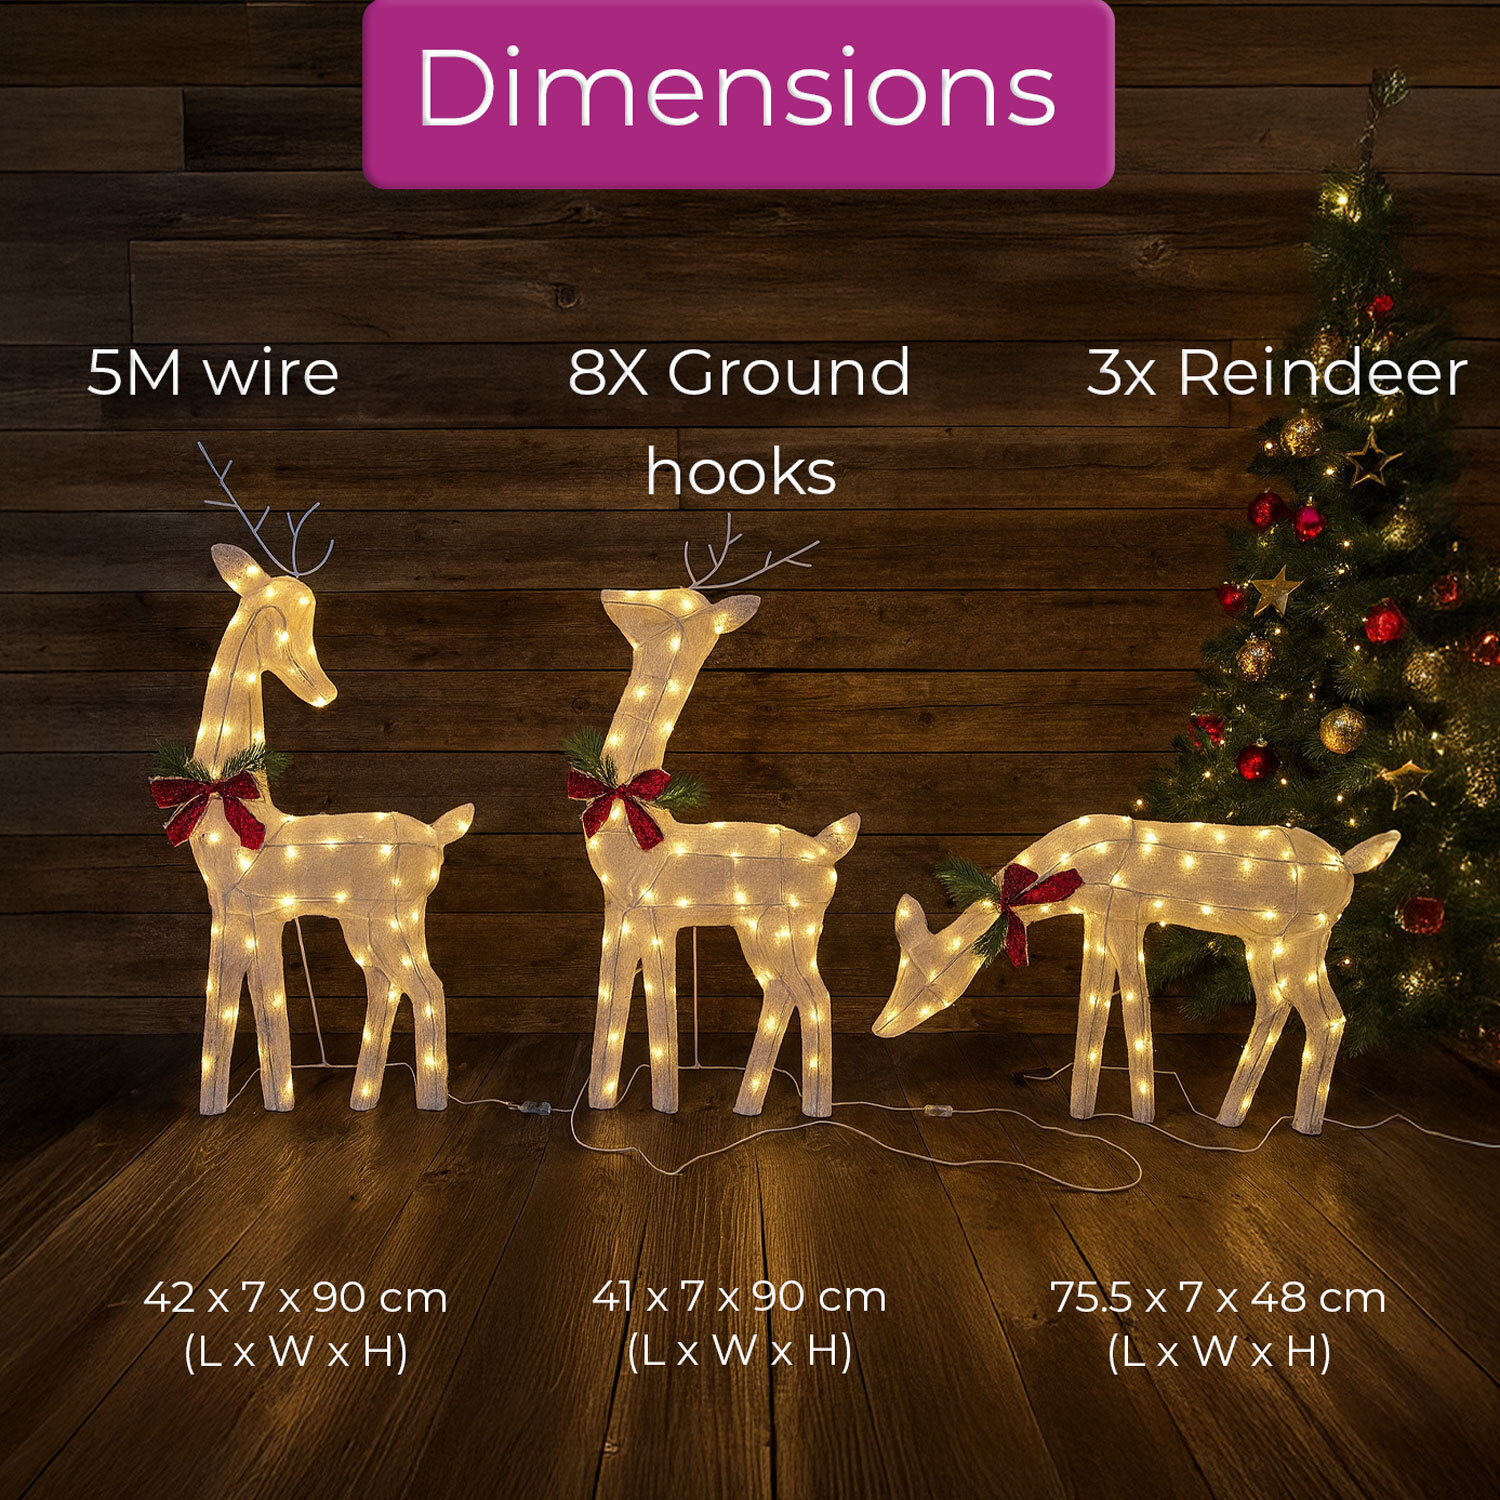 Dimensions
5M wire
8X Ground
hooks
3x Reindeer
42 x 7 x 90 cm
(L x W x H)
41 x 7 x 90 cm
(L x W x H)
75.5 x 7 x 48 cm
(L x W x H)